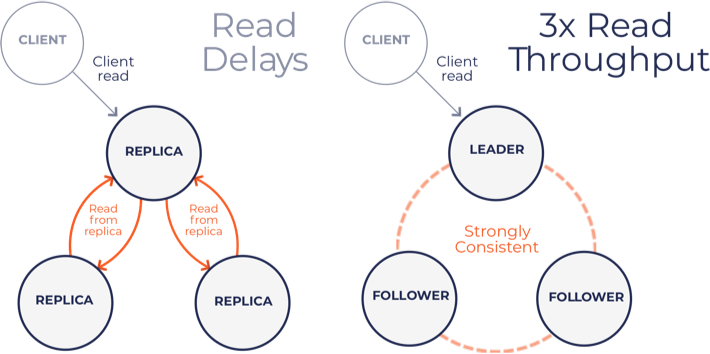 CLIENT
Read
Delays
Client
read
REPLICA
Read
from
replica
Read
from
replica
REPLICA
REPLICA
CLIENT
3x Read
Throughput
Client
read
LEADER
Strongly
Consistent
FOLLOWER
FOLLOWER